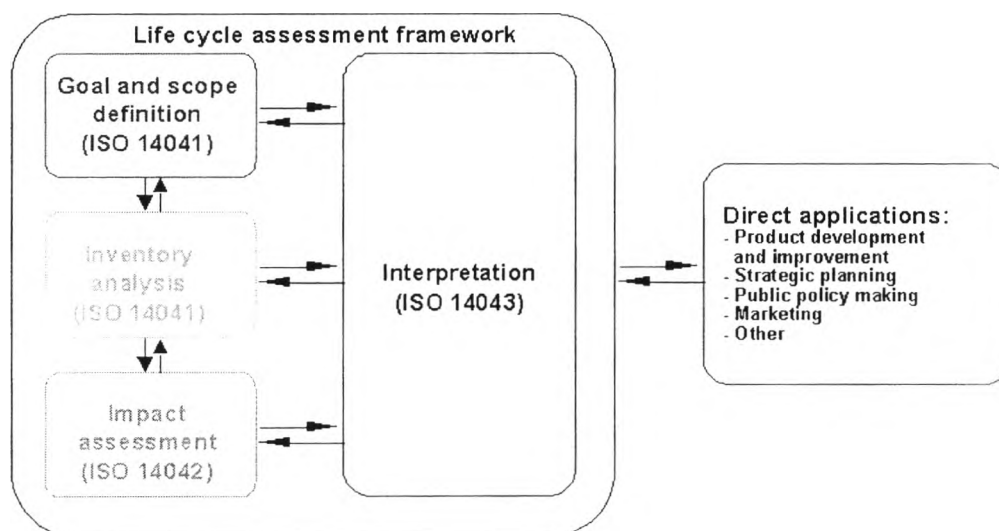 Life cycle assessment framework
Goal and scope
definition
(ISO 14041)
Inventory
analysis
(ISO 14041)
Impact
assessment
(ISO 14042)
Interpretation
(ISO 14043)
Direct applications:
- Product development
and improvement
- Strategic planning
- Public policy making
- Marketing
- Other